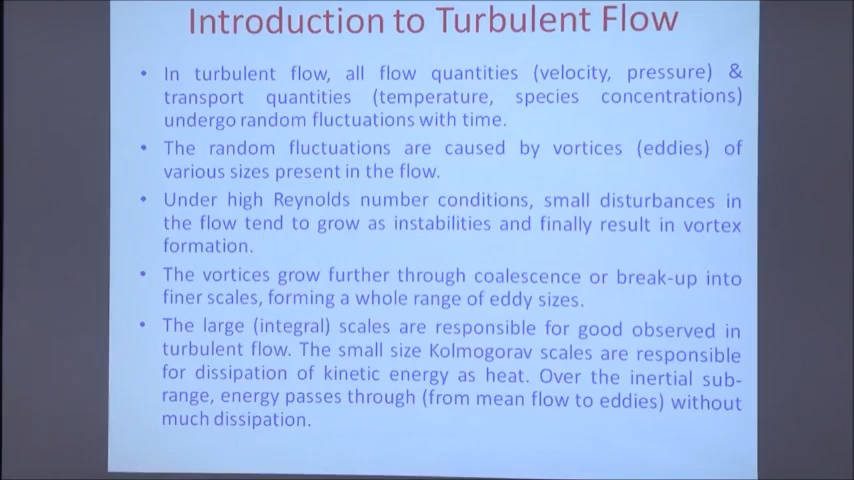 Introduction to Turbulent Flow
• In turbulent flow, all flow quantities (velocity, pressure) &
transport quantities (temperature, species concentrations)
undergo random fluctuations with time.
• The random fluctuations are caused by vortices (eddies) of
various sizes present in the flow.
• Under high Reynolds number conditions, small disturbances in
the flow tend to grow as instabilities and finally result in vortex
formation.
• The vortices grow further through coalescence or break-up into
finer scales, forming a whole range of eddy sizes.
• The large (integral) scales are responsible for good observed in
turbulent flow. The small size Kolmogorav scales are responsible
for dissipation of kinetic energy as heat. Over the inertial sub-
range, energy passes through (from mean flow to eddies) without
much dissipation.